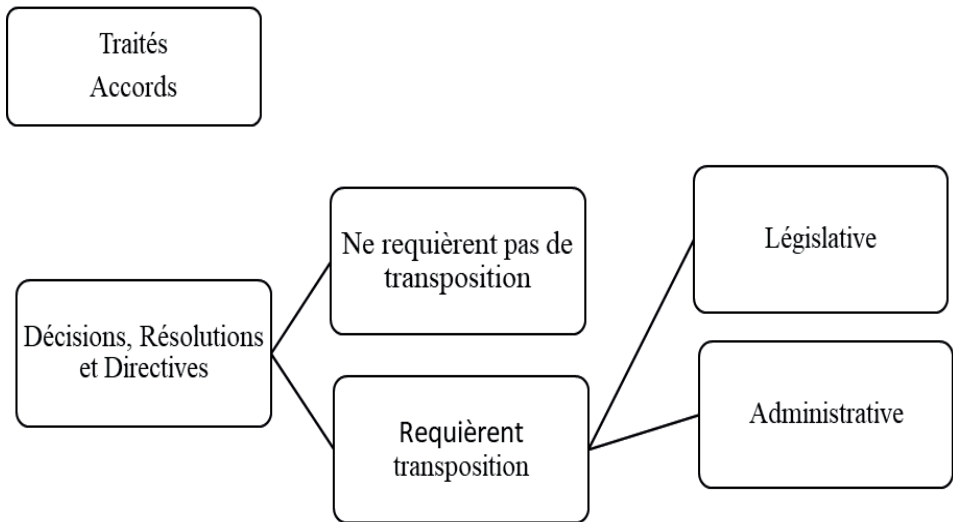 Traités
Accords
Ne requièrent pas de
transposition
Législative
Décisions, Résolutions
et Directives
Requièrent
transposition
Administrative